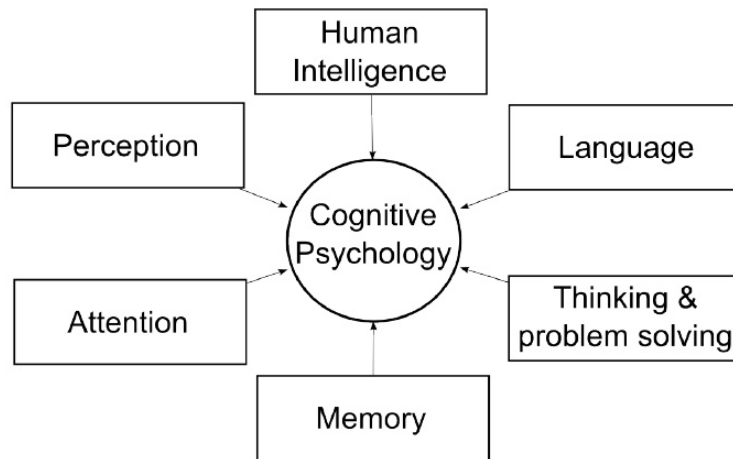 Human
Intelligence
Perception
Language
Cognitive
Psychology
Attention
Thinking &
problem solving
Memory